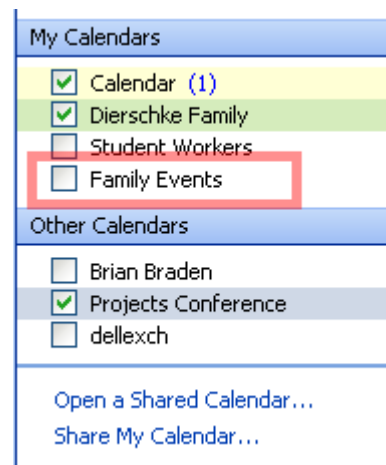 My Calendars
Calendar (1)
Dierschke Family
Student Workers
Family Events
Other Calendars
Brian Braden
Projects Conference
dellexch
Open a Shared Calendar...
Share My Calendar...